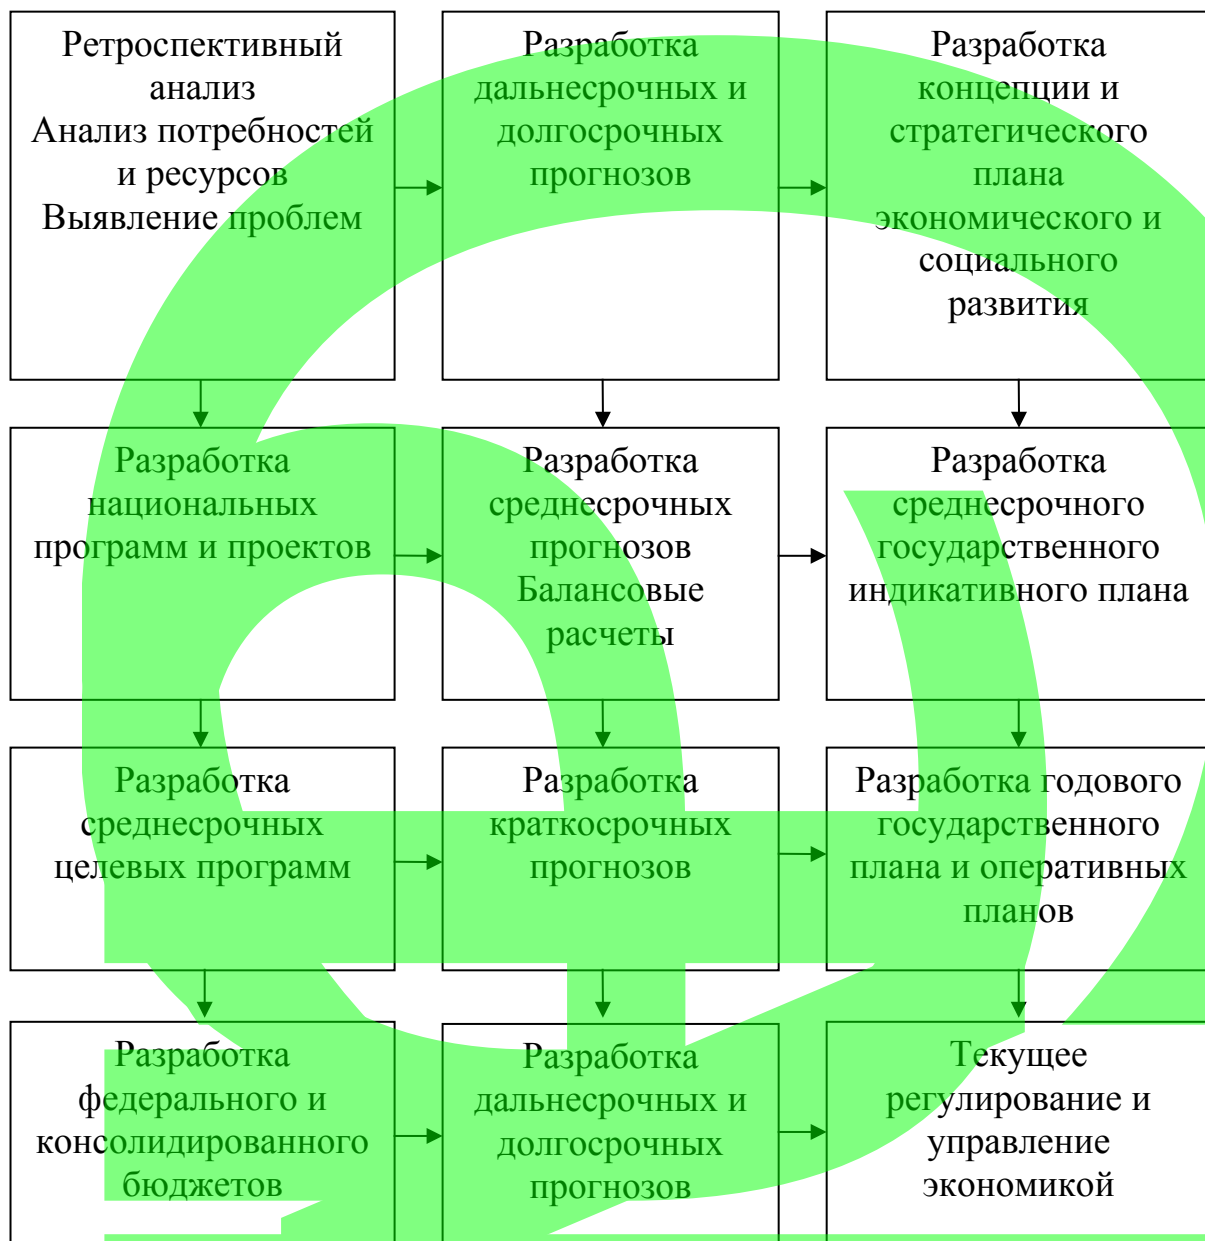 Ретроспективный
анализ
Анализ потребностей
и ресурсов
Выявление проблем
Разработка
дальнесрочных и
долгосрочных
прогнозов
Разработка
концепции и
стратегического
плана
экономического и
социального
развития
Разработка
национальных
программ и проектов
Разработка
среднесрочных
прогнозов
Балансовые
расчеты
Разработка
среднесрочного
государственного
индикативного плана
Разработка
среднесрочных
целевых программ
Разработка
краткосрочных
прогнозов
Разработка годового
государственного
плана и оперативных
планов
Разработка
федерального и
консолидированного
бюджетов
Разработка
дальнесрочных и
долгосрочных
прогнозов
Текущее
регулирование и
управление
экономикой